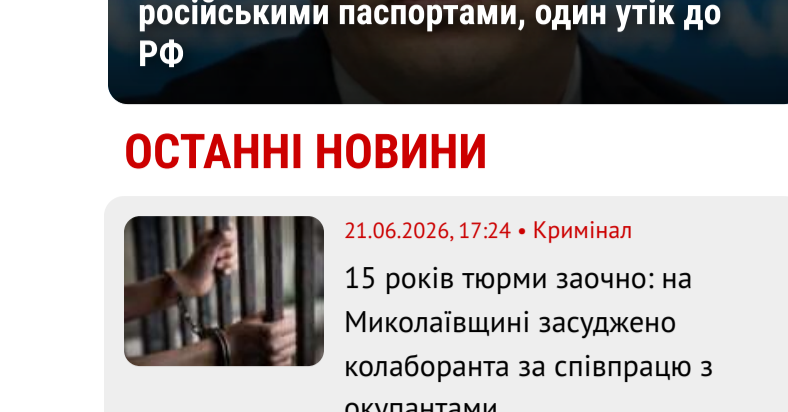 російськими паспортами, один утік до
РФ
ОСТАННІ НОВИНИ
21.06.2026, 17:24 • Кримінал
15 років тюрми заочно: на
Миколаївщині засуджено
колаборанта за співпрацю з
окупантами